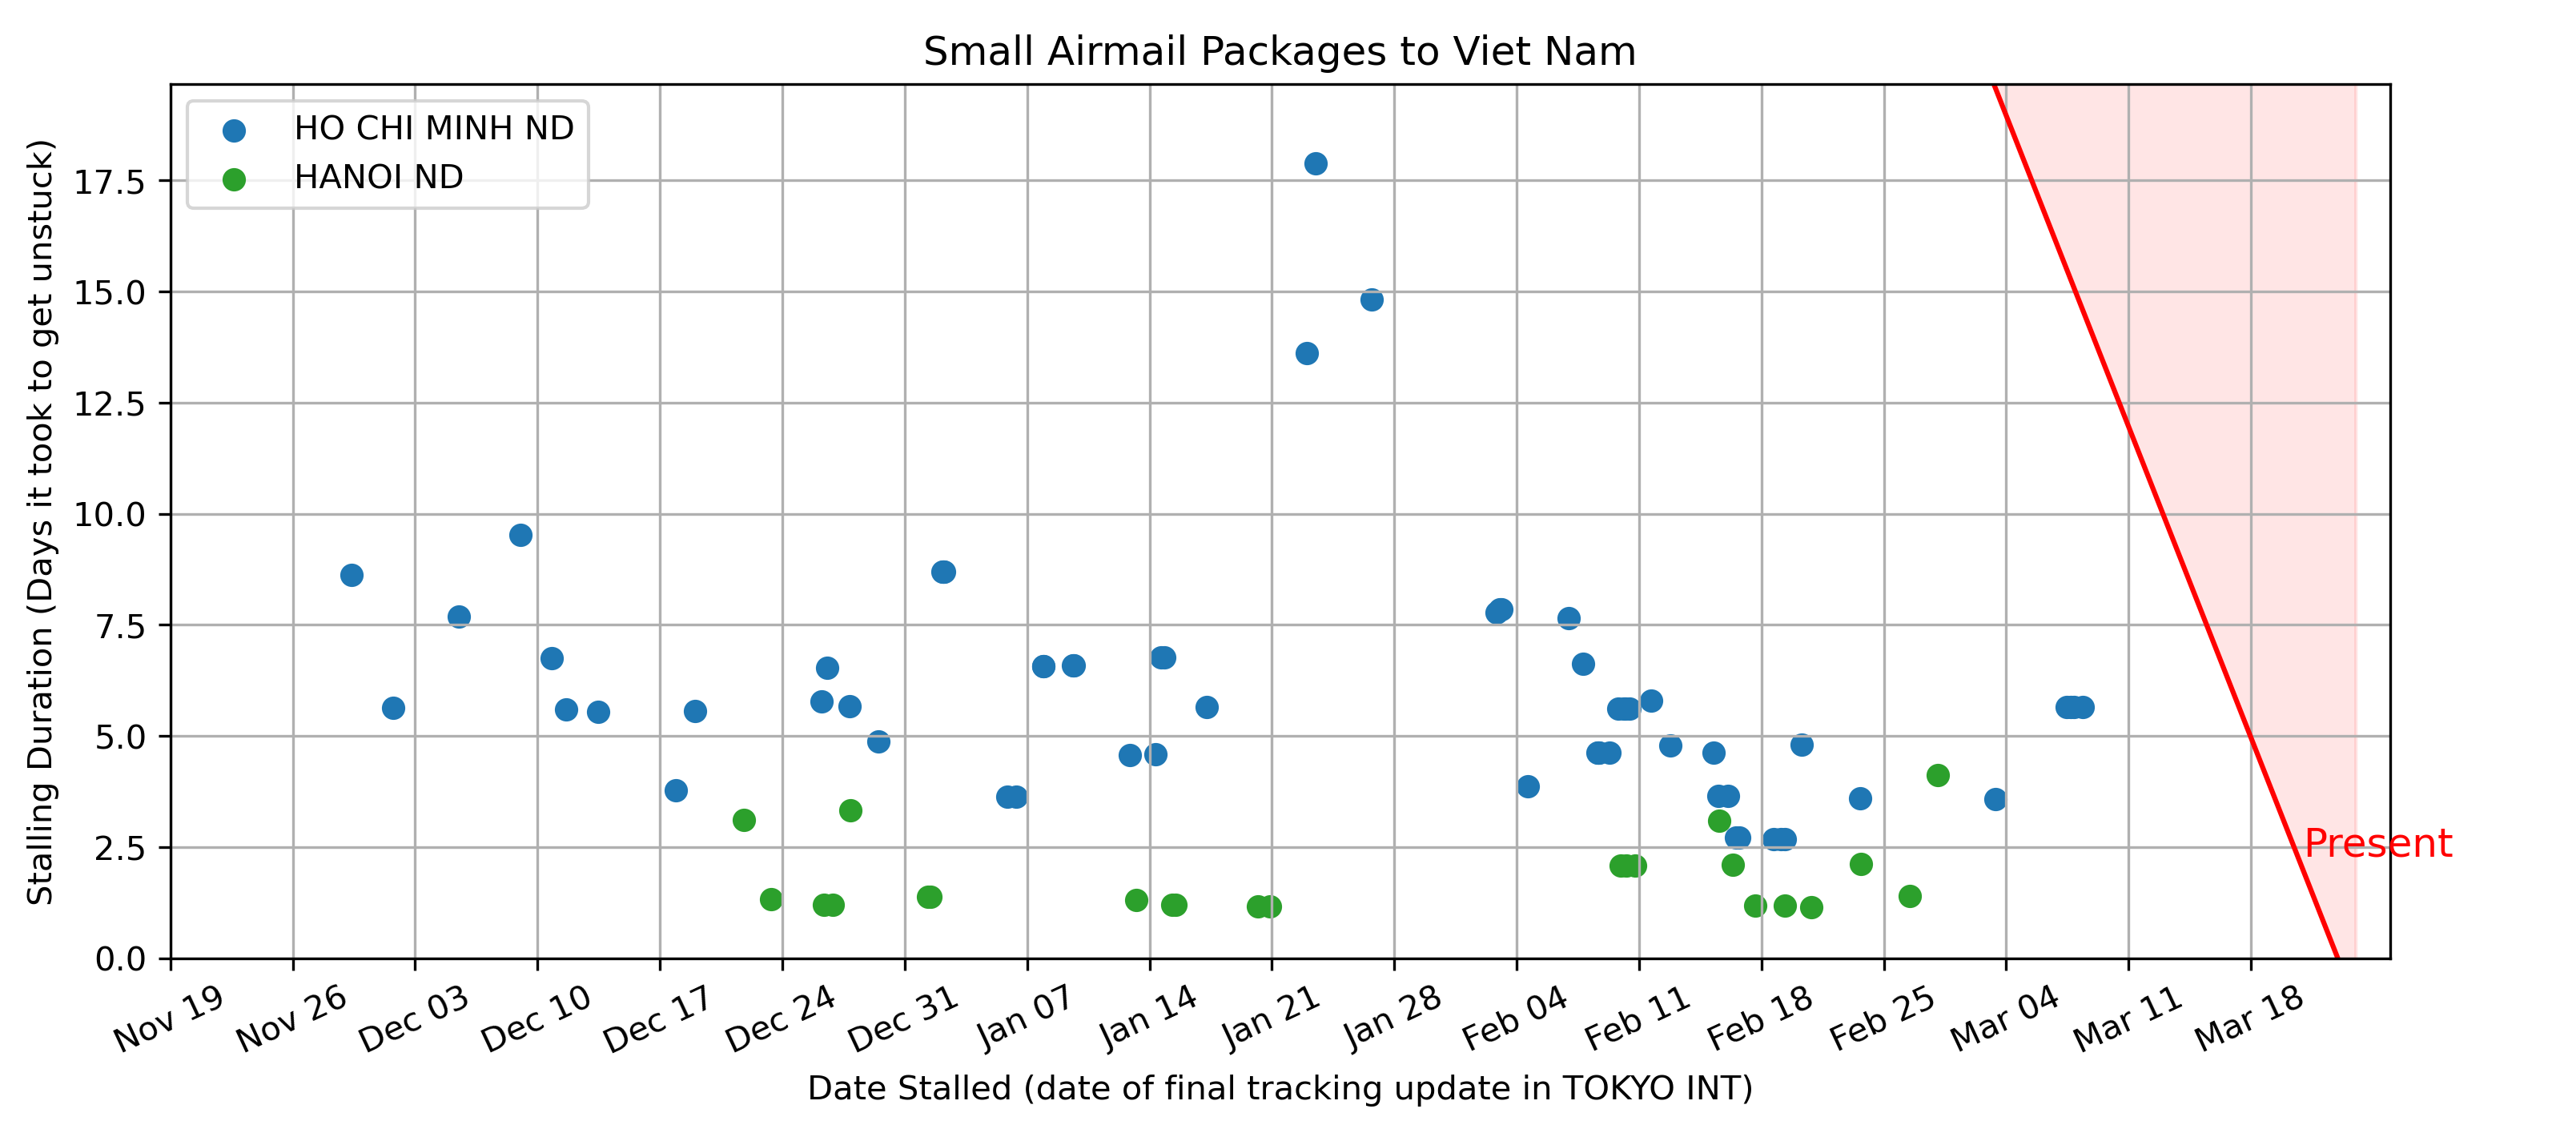 Small Airmail Packages to Viet Nam
HO CHI MINH ND
HANOI ND
Stalling Duration (Days it took to get unstuck)
17.5
15.0
12.5
10.0
7.5
5.0
2.5
0.0
Present
Nov 19
Nov 26
Dec 03
Dec 10
Dec 17
Dec 24
Dec 31
Jan 07
Jan 14
Jan 21
Jan 28
Feb 04
Feb 11
Feb 18
Feb 25
Mar 04
Mar 11
Mar 18
Date Stalled (date of final tracking update in TOKYO INT)